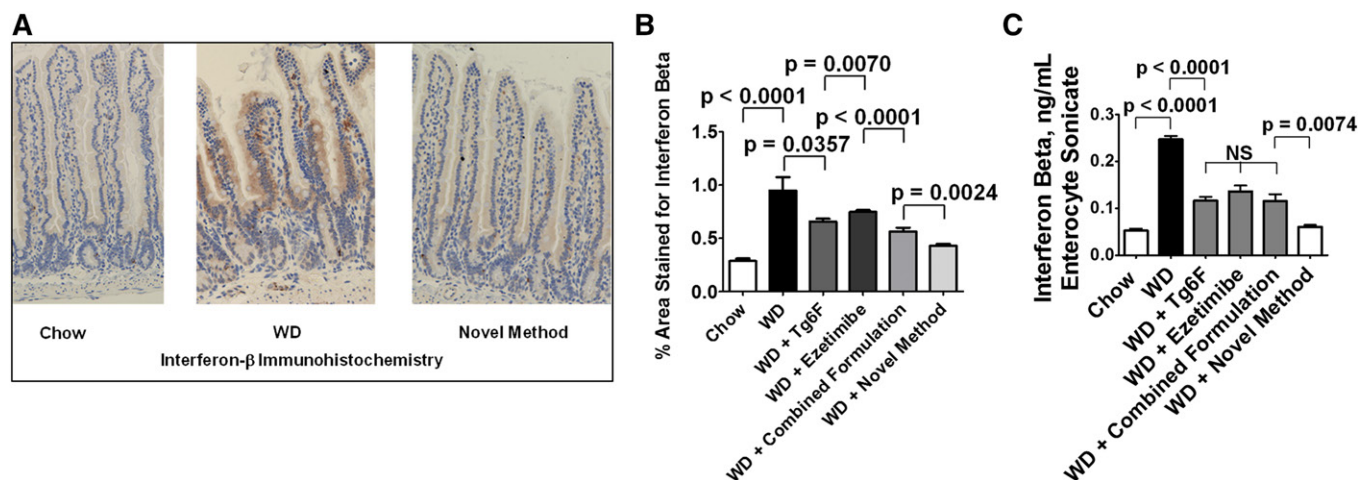 A
Chow
WD
Novel Method
Interferon-β Immunohistochemistry
B
% Area Stained for Interferon Beta
p = 0.0070
p < 0.0001
p < 0.0001
p = 0.0357
p = 0.0024
1.5
1.0
0.5
0.0
Chow
WD
WD + Tg6F
WD + Ezetimibe
WD + Combined Formulation
WD + Novel Method
C
Interferon Beta, ng/mL
Enterocyte Sonicate
p < 0.0001
p < 0.0001
p = 0.0074
NS
0.3
0.2
0.1
0.0
Chow
WD
WD + Tg6F
WD + Ezetimibe
WD + Combined Formulation
WD + Novel Method